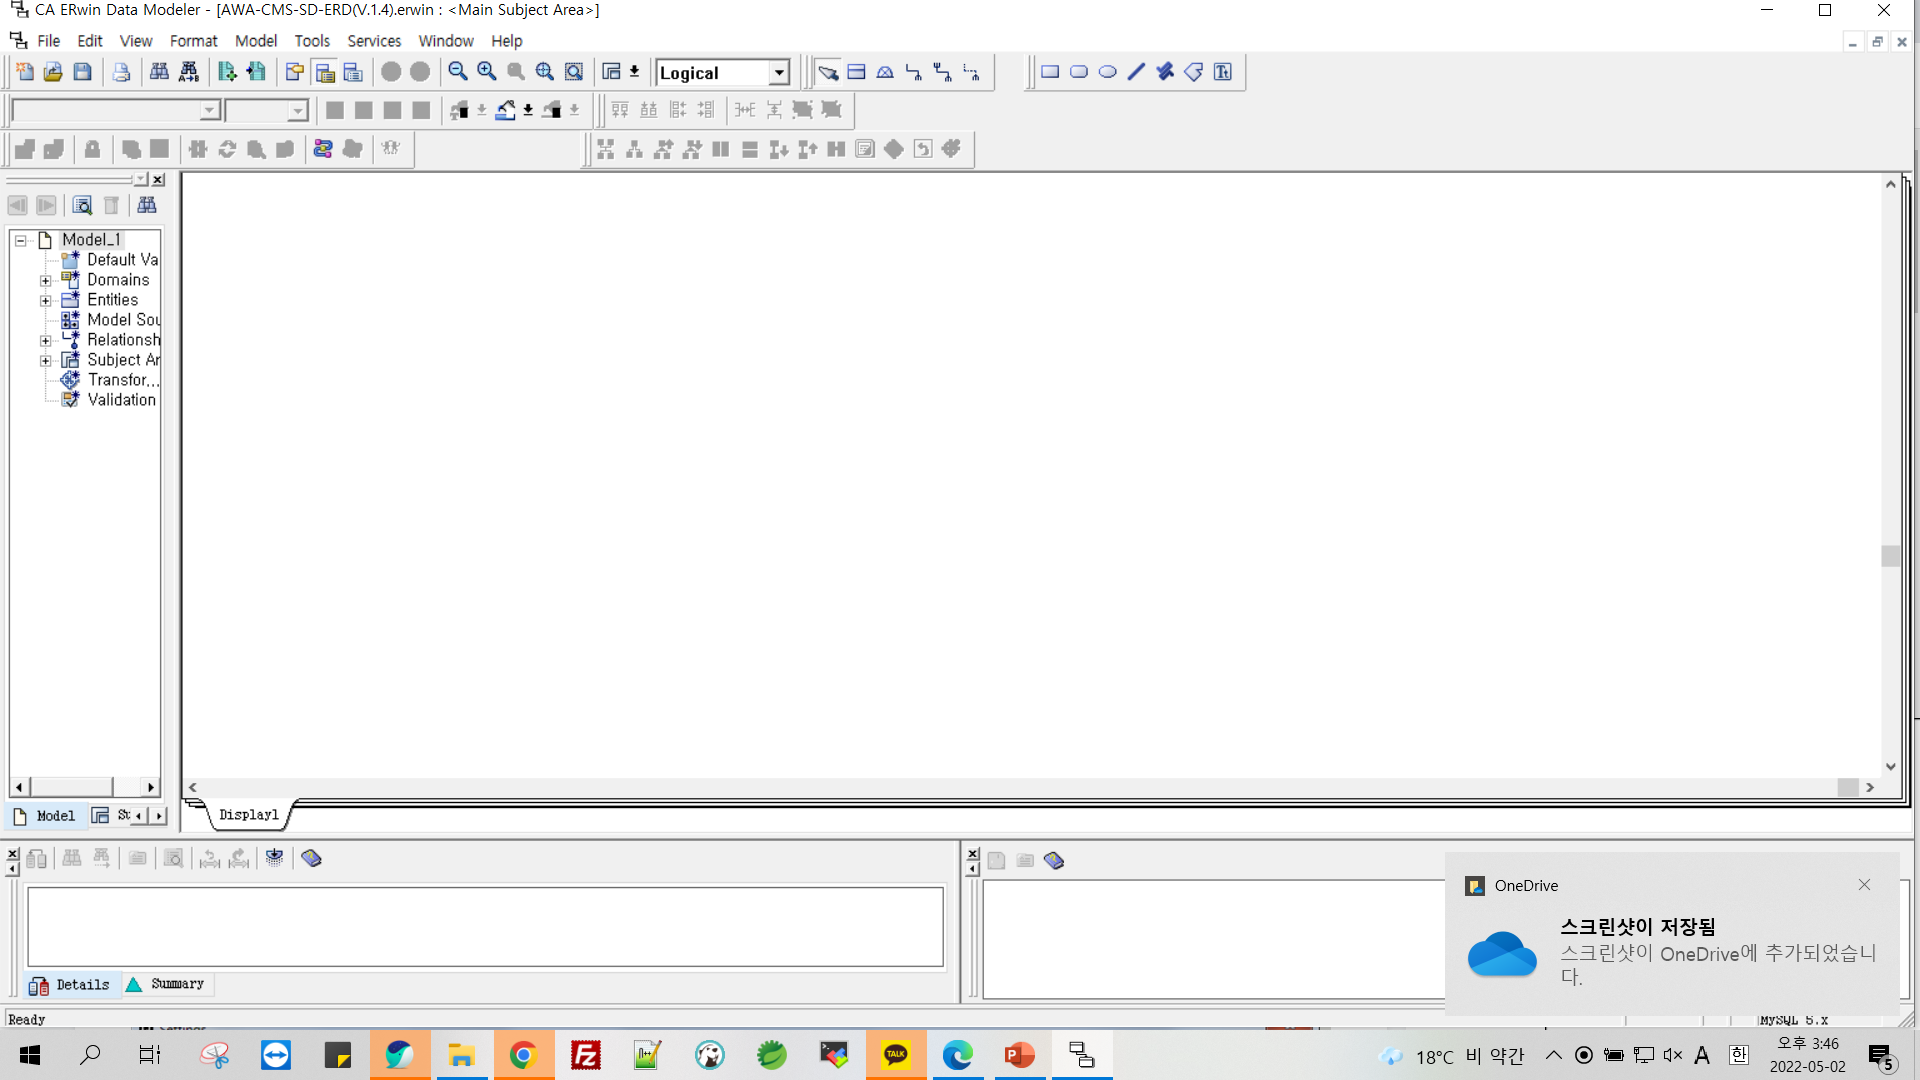 CA ERwin Data Modeler - [AWA-CMS-SD-ERD(V.1.4).erwin : <Main Subject Area>]
File Edit View Format Model Tools Services Window Help
A→B
Logical
Tt
Model_1
Default Va
Domains
Entities
Model Sou
Relationsh
Subject Ar
Transfor...
Validation
Model
Display1
OneDrive
스크린샷이 저장됨
스크린샷이 OneDrive에 추가되었습니
다.
Details Summary
Ready
MySQL 5.x
TALK
18°C 비 약간
A
한
오후 3:46
2022-05-02
5